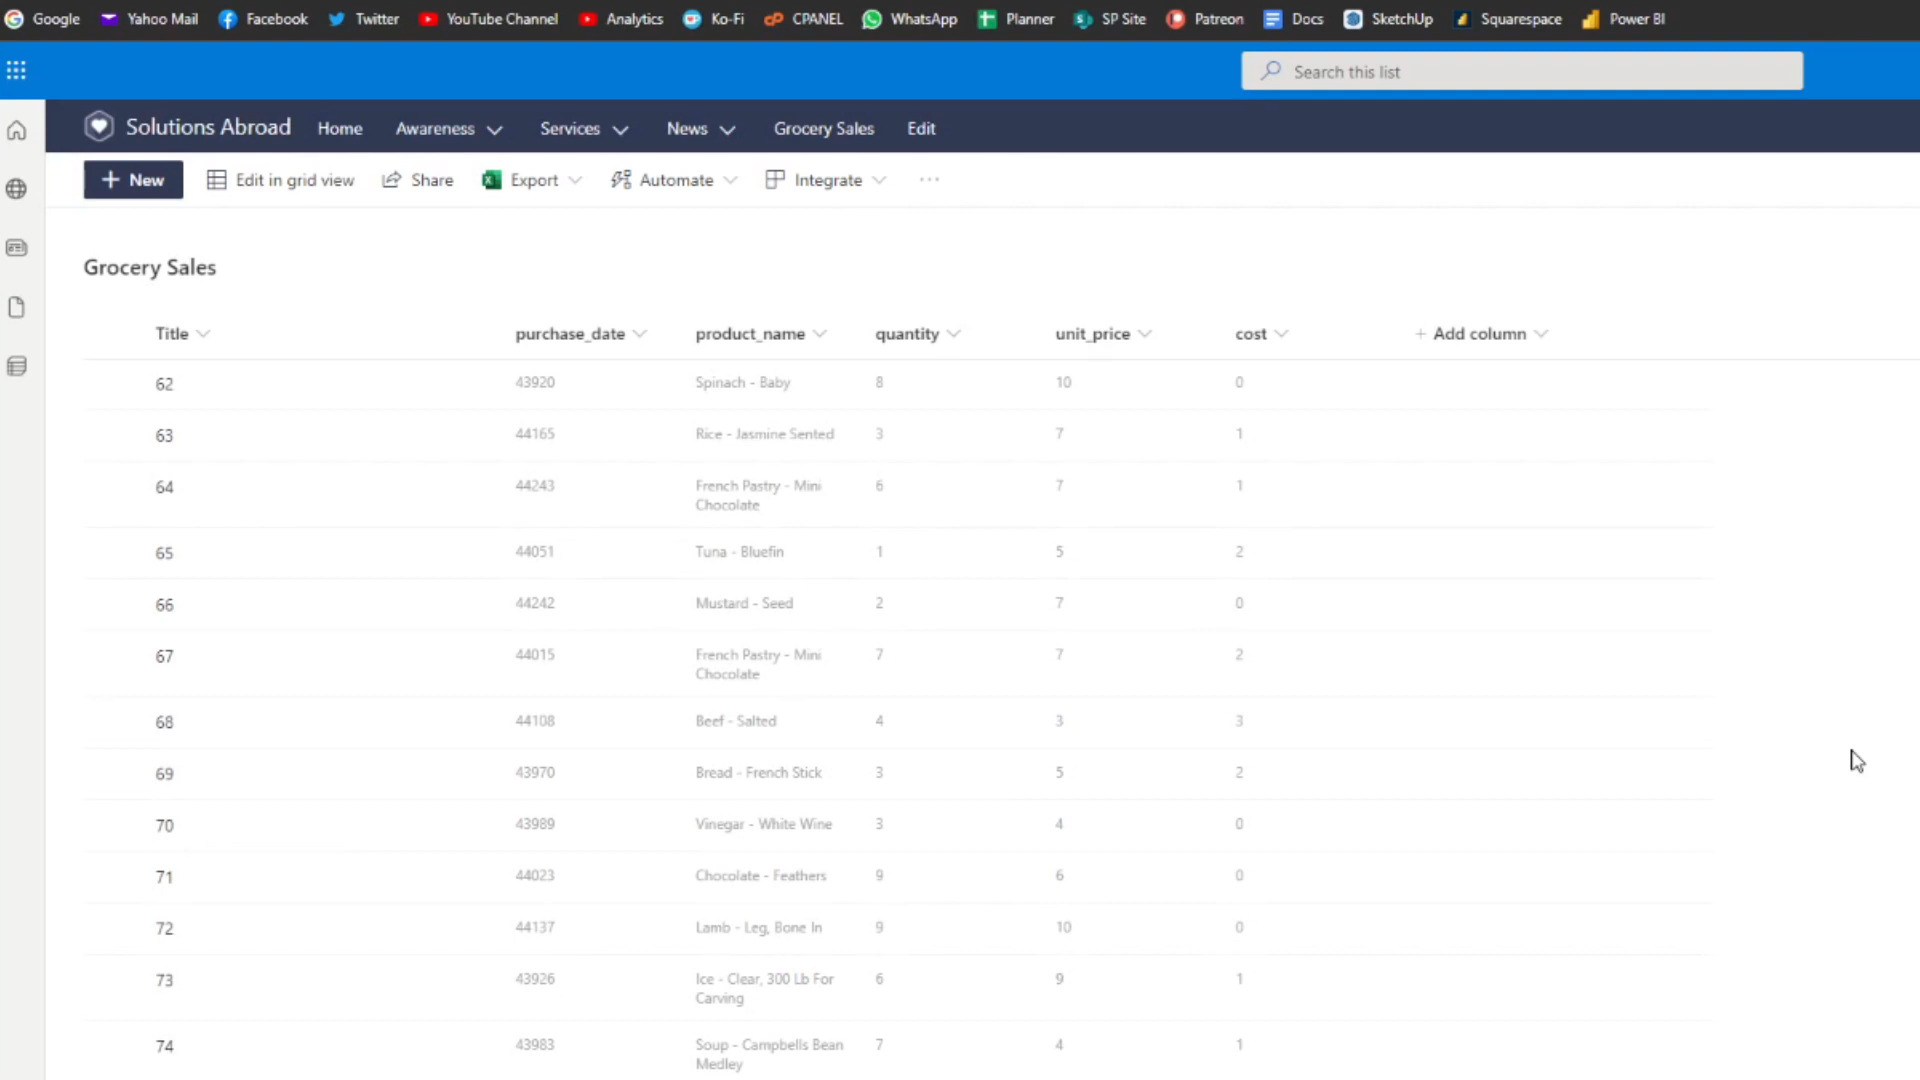 Google Yahoo Mail Facebook Twitter YouTube Channel Analytics Ko-Fi CPANEL WhatsApp Planner SP Site Patreon Docs SketchUp Squarespace Power BI
Search this list
Solutions Abroad Home Awareness Services News Grocery Sales Edit
+ New Edit in grid view Share Export Automate Integrate ...
Grocery Sales
Title purchase_date product_name quantity unit_price cost + Add column
62 43920 Spinach - Baby 8 10 0
63 44165 Rice - Jasmine Sented 3 7 1
64 44243 French Pastry - Mini 6 7 1
Chocolate
65 44051 Tuna - Bluefin 1 5 2
66 44242 Mustard - Seed 2 7 0
67 44015 French Pastry - Mini 7 7 2
Chocolate
68 44108 Beef - Salted 4 3 3
69 43970 Bread - French Stick 3 5 2
70 43989 Vinegar - White Wine 3 4 0
71 44023 Chocolate - Feathers 9 6 0
72 44137 Lamb - Leg, Bone In 9 10 0
73 43926 Ice - Clear, 300 Lb For 6 9 1
Carving
74 43983 Soup - Campbells Bean 7 4 1
Medley